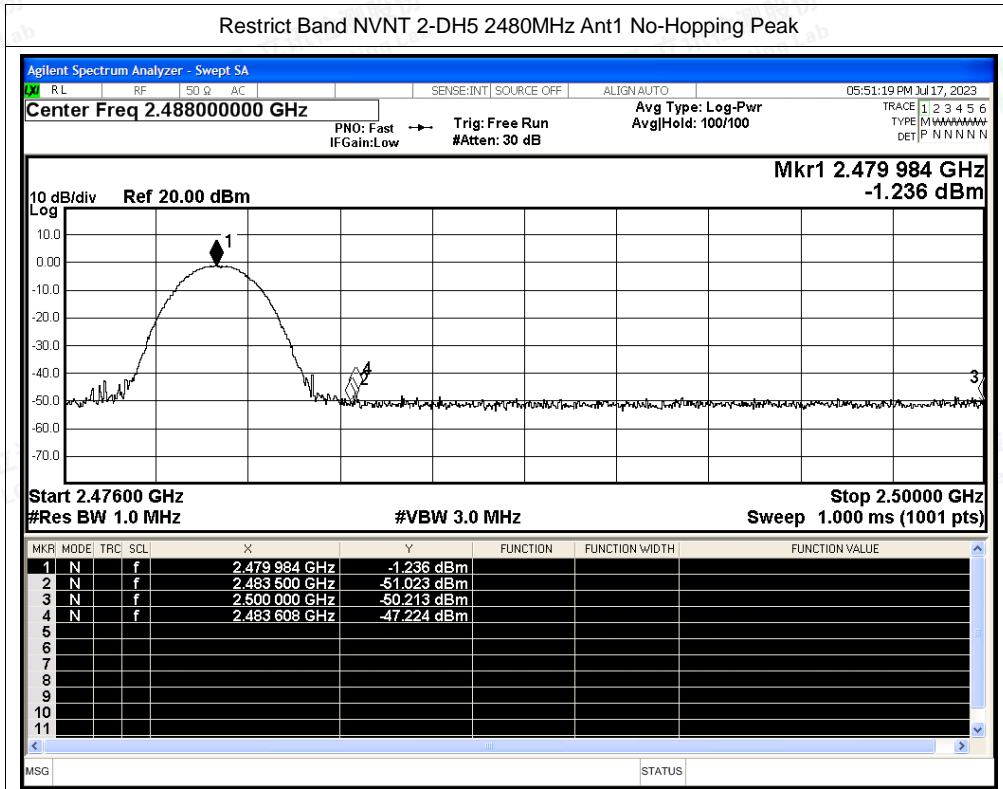 Restrict Band NVNT 2-DH5 2480MHz Ant1 No-Hopping Peak
Agilent Spectrum Analyzer - Swept SA
LXI RL RF 50 Ω AC SENSE:INT SOURCE OFF ALIGN AUTO 05:51:19 PM Jul 17, 2023
Center Freq 2.488000000 GHz
PNO: Fast
IFGain:Low
Trig: Free Run
#Atten: 30 dB
Avg Type: Log-Pwr
Avg|Hold: 100/100
TRACE 1 2 3 4 5 6
TYPE M WWWWW
DET P N N N N N
Mkr1 2.479 984 GHz
-1.236 dBm
10 dB/div Ref 20.00 dBm
Log
10.0
0.00
-10.0
-20.0
-30.0
-40.0
-50.0
-60.0
-70.0
1
4
2
3
Start 2.47600 GHz Stop 2.50000 GHz
#Res BW 1.0 MHz #VBW 3.0 MHz Sweep 1.000 ms (1001 pts)
MKR MODE TRC SCL X Y FUNCTION FUNCTION WIDTH FUNCTION VALUE
1 N f 2.479 984 GHz -1.236 dBm
2 N f 2.483 500 GHz -51.023 dBm
3 N f 2.500 000 GHz -50.213 dBm
4 N f 2.483 608 GHz -47.224 dBm
5
6
7
8
9
10
11
MSG STATUS